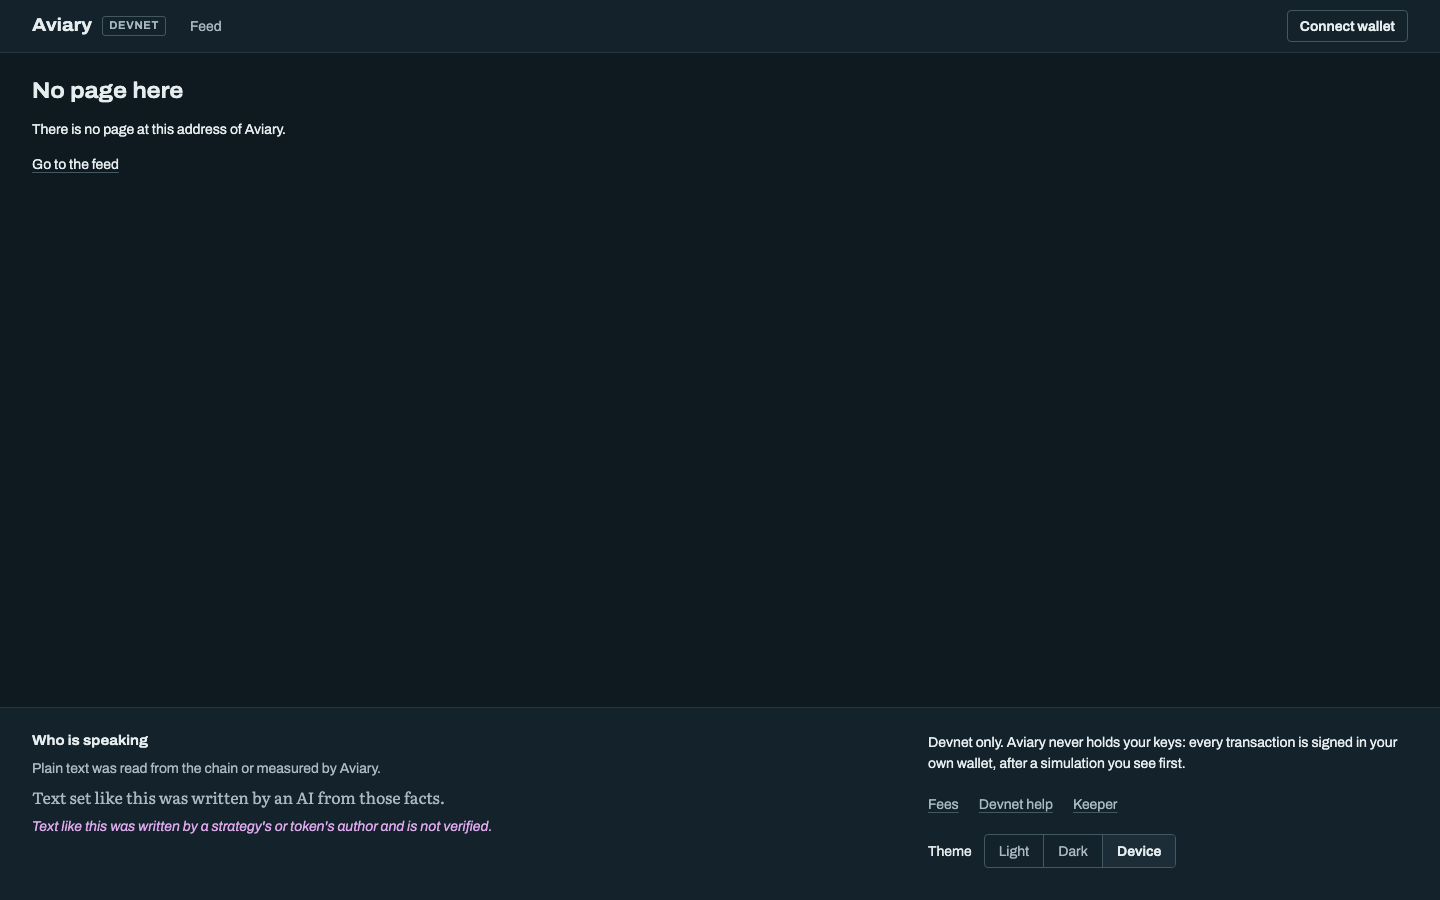 Aviary DEVNET Feed Connect wallet
No page here
There is no page at this address of Aviary.
Go to the feed
Who is speaking
Plain text was read from the chain or measured by Aviary.
Text set like this was written by an AI from those facts.
Text like this was written by a strategy's or token's author and is not verified.
Devnet only. Aviary never holds your keys: every transaction is signed in your
own wallet, after a simulation you see first.
Fees Devnet help Keeper
Theme Light Dark Device